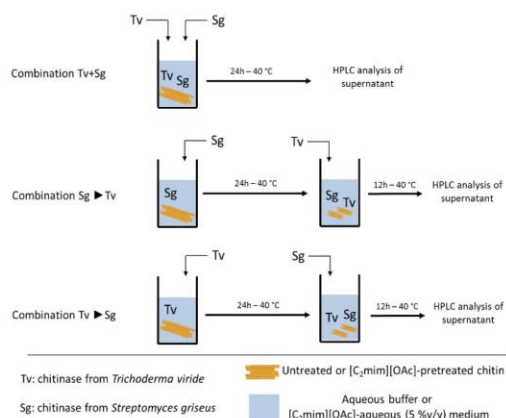 Tv Sg
Combination Tv+Sg
Tv
Sg
24h – 40 °C
HPLC analysis of
supernatant
Sg Tv
Combination Sg ► Tv
Sg
24h – 40 °C
Sg
Tv
12h – 40 °C
HPLC analysis of
supernatant
Tv Sg
Combination Tv ► Sg
Tv
24h – 40 °C
Tv
Sg
12h – 40 °C
HPLC analysis of
supernatant
Tv: chitinase from Trichoderma viride
Sg: chitinase from Streptomyces griseus
Untreated or [C₂mim][OAc]-pretreated chitin
Aqueous buffer or
[C₂mim][OAc]-aqueous (5 %v/v) medium